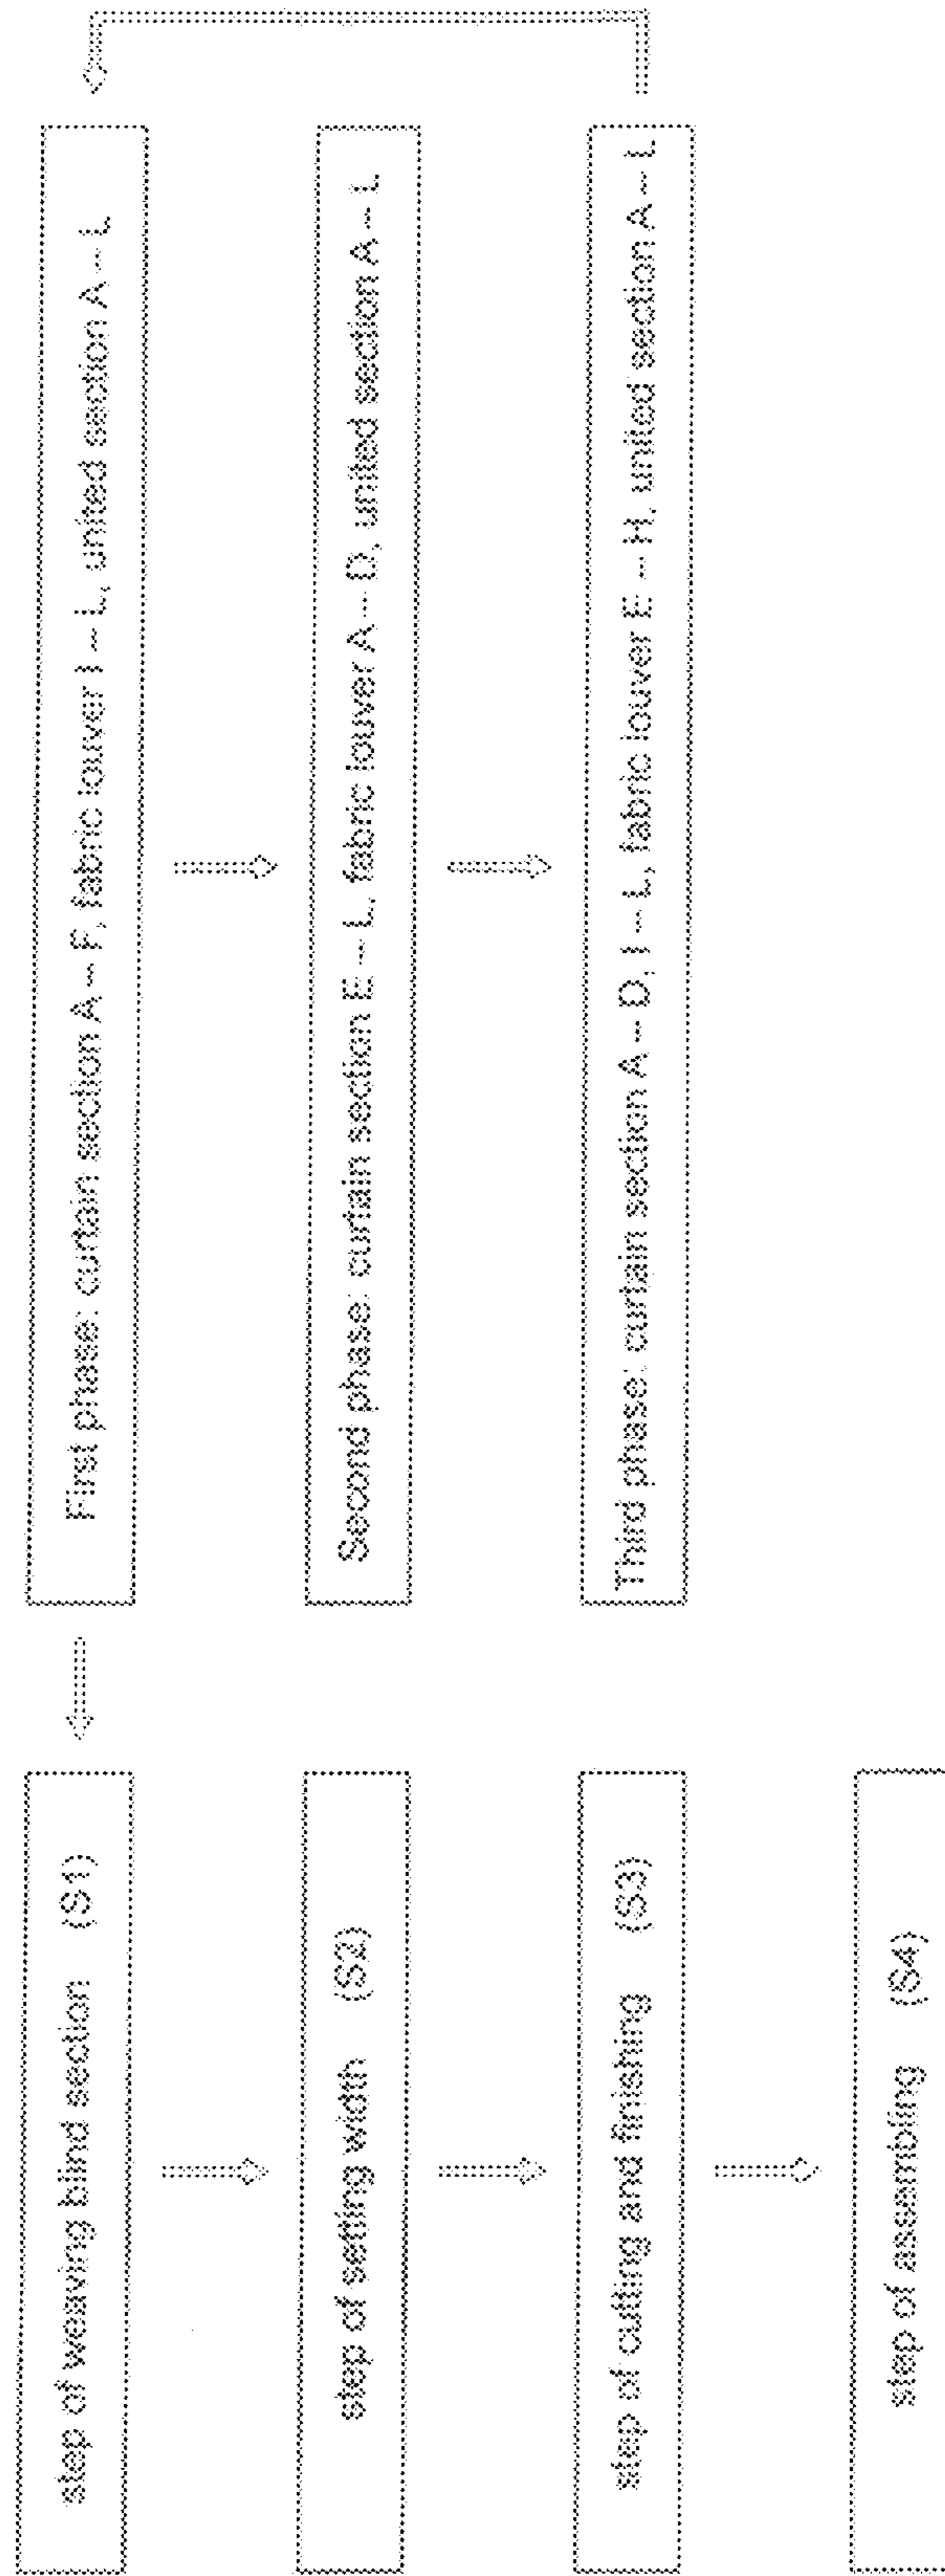 step of weaving blind section (S1)
step of setting width (S2)
step of cutting and finishing (S3)
step of assembling (S4)
First phase: curtain section A~F, fabric louver I~L, united section A~L
Second phase: curtain section E~L, fabric louver A~D, united section A~L
Third phase: curtain section A~D, I~L, fabric louver E~H, united section A~L